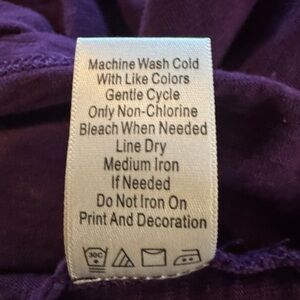 Machine Wash Cold
With Like Colors
Gentle Cycle
Only Non-Chlorine
Bleach When Needed
Line Dry
Medium Iron
If Needed
Do Not Iron On
Print And Decoration
30C